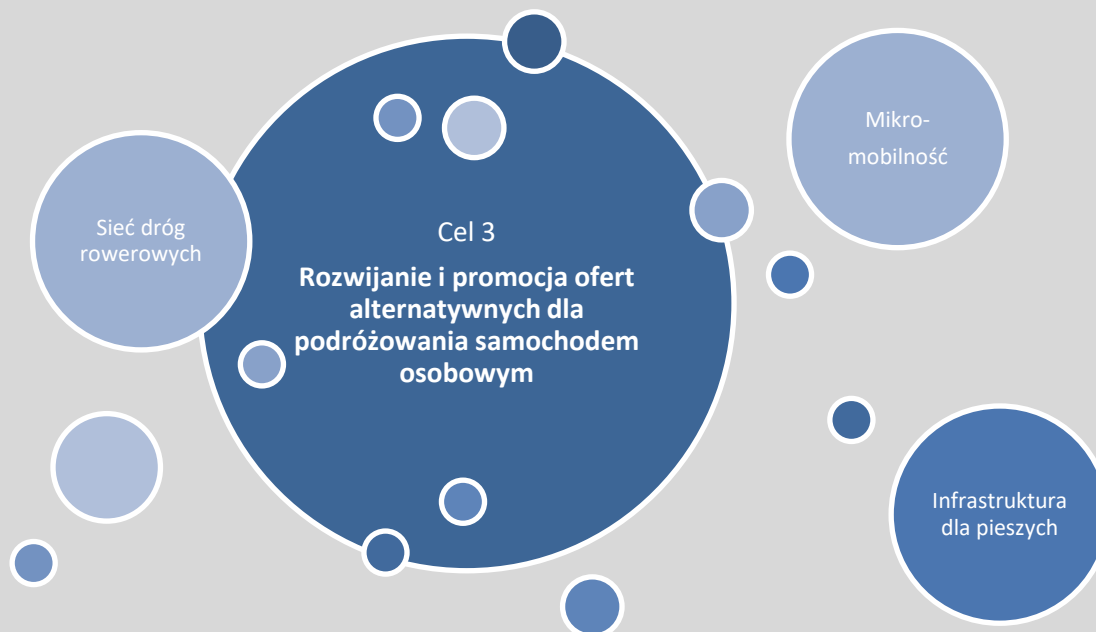 Mikro-
mobilność
Sieć dróg
rowerowych
Cel 3
Rozwijanie i promocja ofert
alternatywnych dla
podróżowania samochodem
osobowym
Infrastruktura
dla pieszych